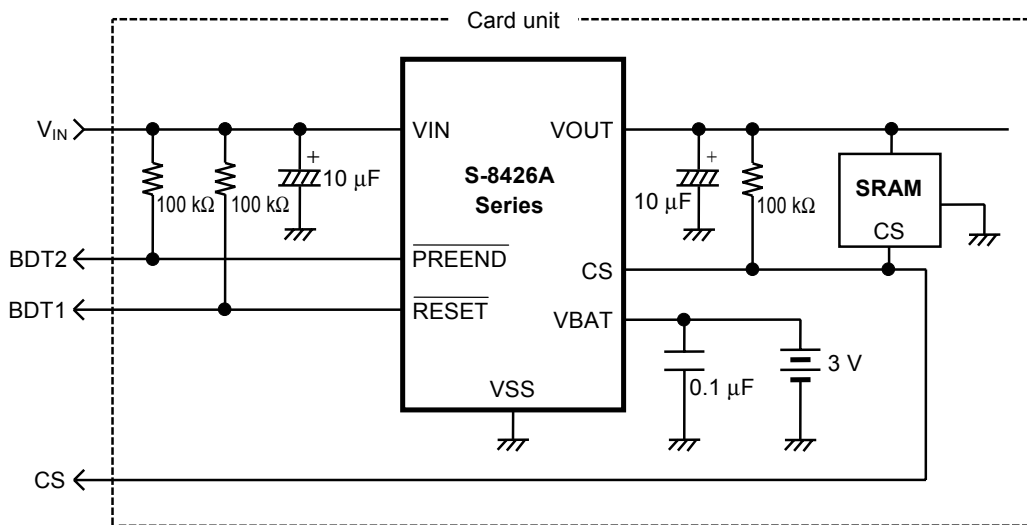 Card unit
V_IN
VIN
VOUT
S-8426A
Series
+
10 μF
100 kΩ
100 kΩ
+
10 μF
100 kΩ
SRAM
CS
BDT2
PREEND
CS
BDT1
RESET
VBAT
0.1 μF
3 V
VSS
CS